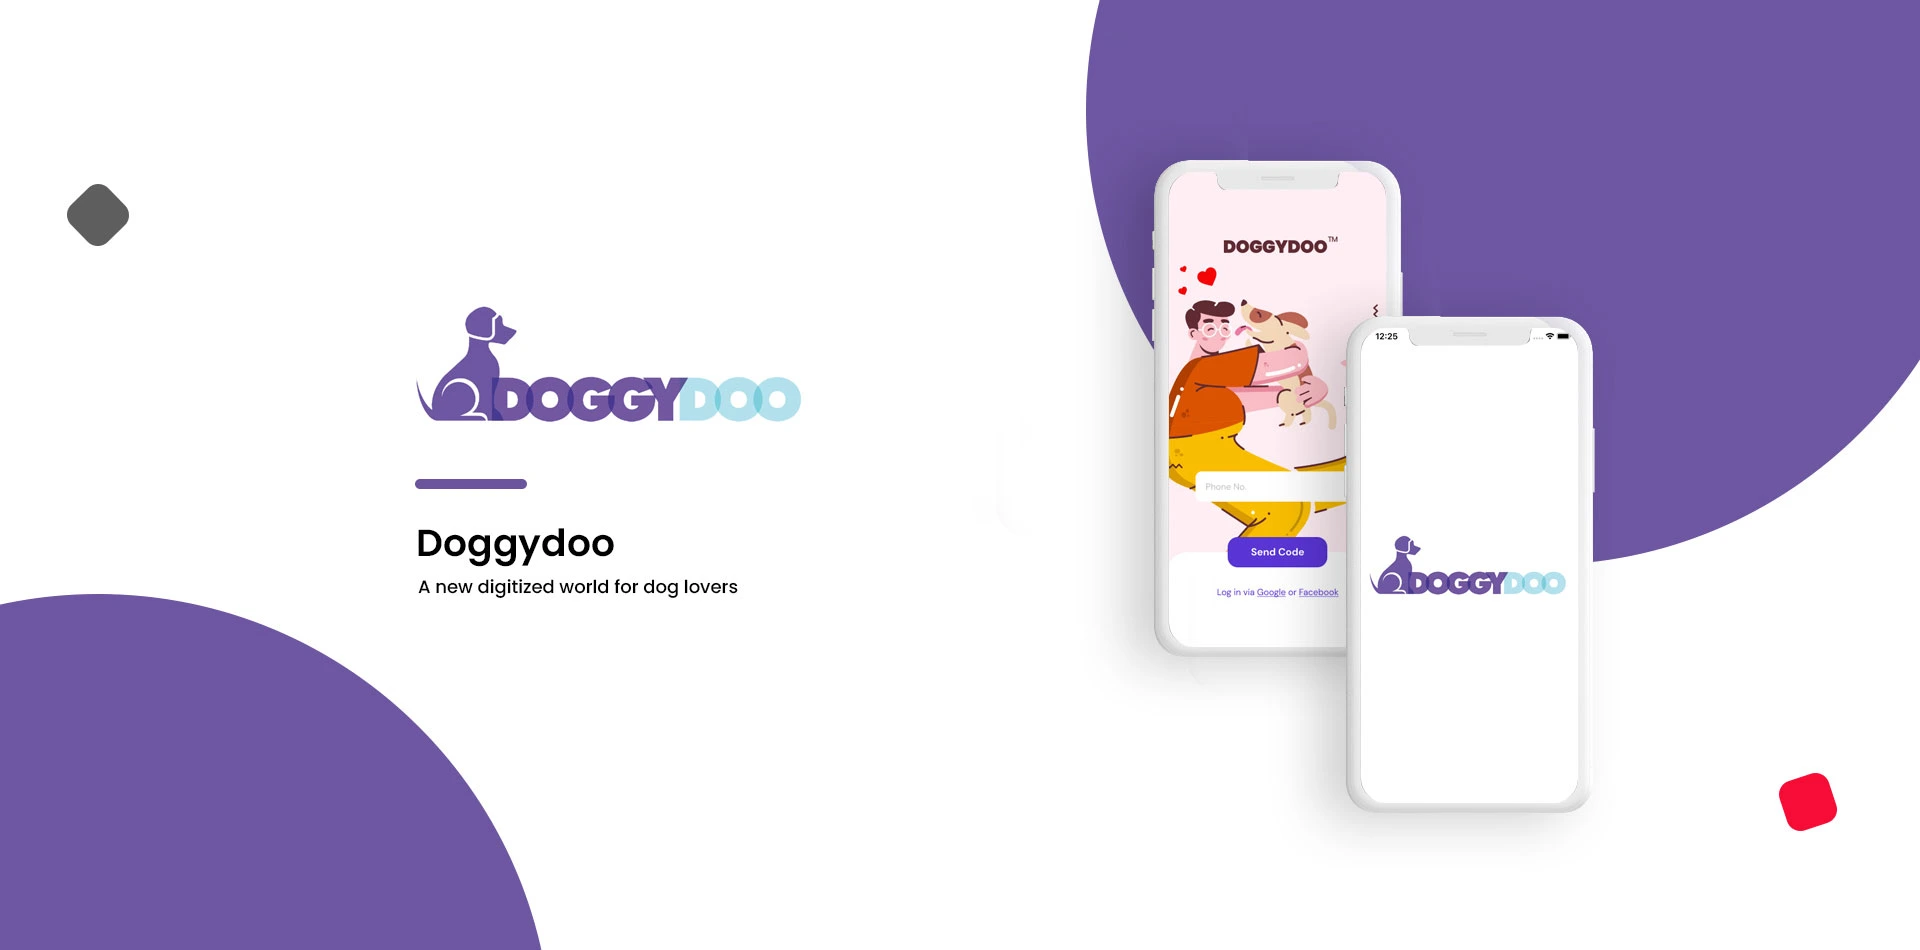 DOGGYDOO
Doggydoo
A new digitized world for dog lovers
DOGGYDOO™
Phone No.
Send Code
Log in via Google or Facebook
12:25
DOGGYDOO